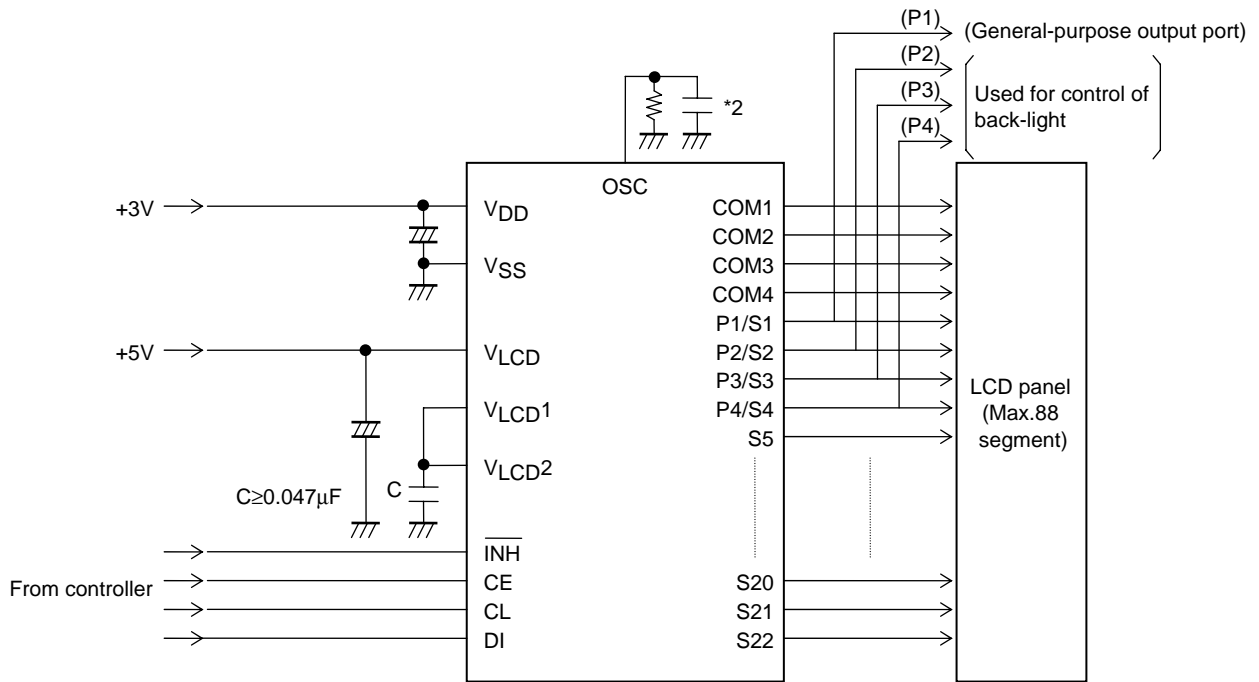 (P1)
(General-purpose output port)
(P2)
(P3)
Used for control of
back-light
(P4)
*2
OSC
+3V
VDD
VSS
+5V
VLCD
VLCD1
VLCD2
C
C≥0.047μF
INH
From controller
CE
CL
DI
COM1
COM2
COM3
COM4
P1/S1
P2/S2
P3/S3
P4/S4
S5
S20
S21
S22
LCD panel
(Max.88
segment)